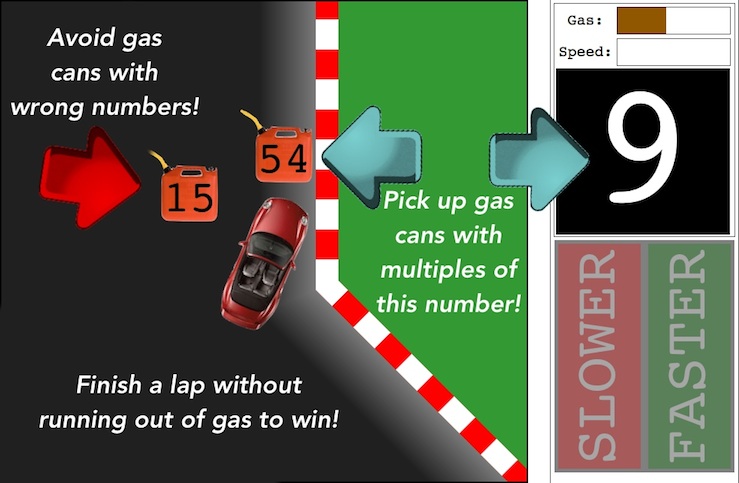 Avoid gas
cans with
wrong numbers!
15
54
Pick up gas
cans with
multiples of
this number!
Finish a lap without
running out of gas to win!
Gas:
Speed:
9
SLOWER
FASTER